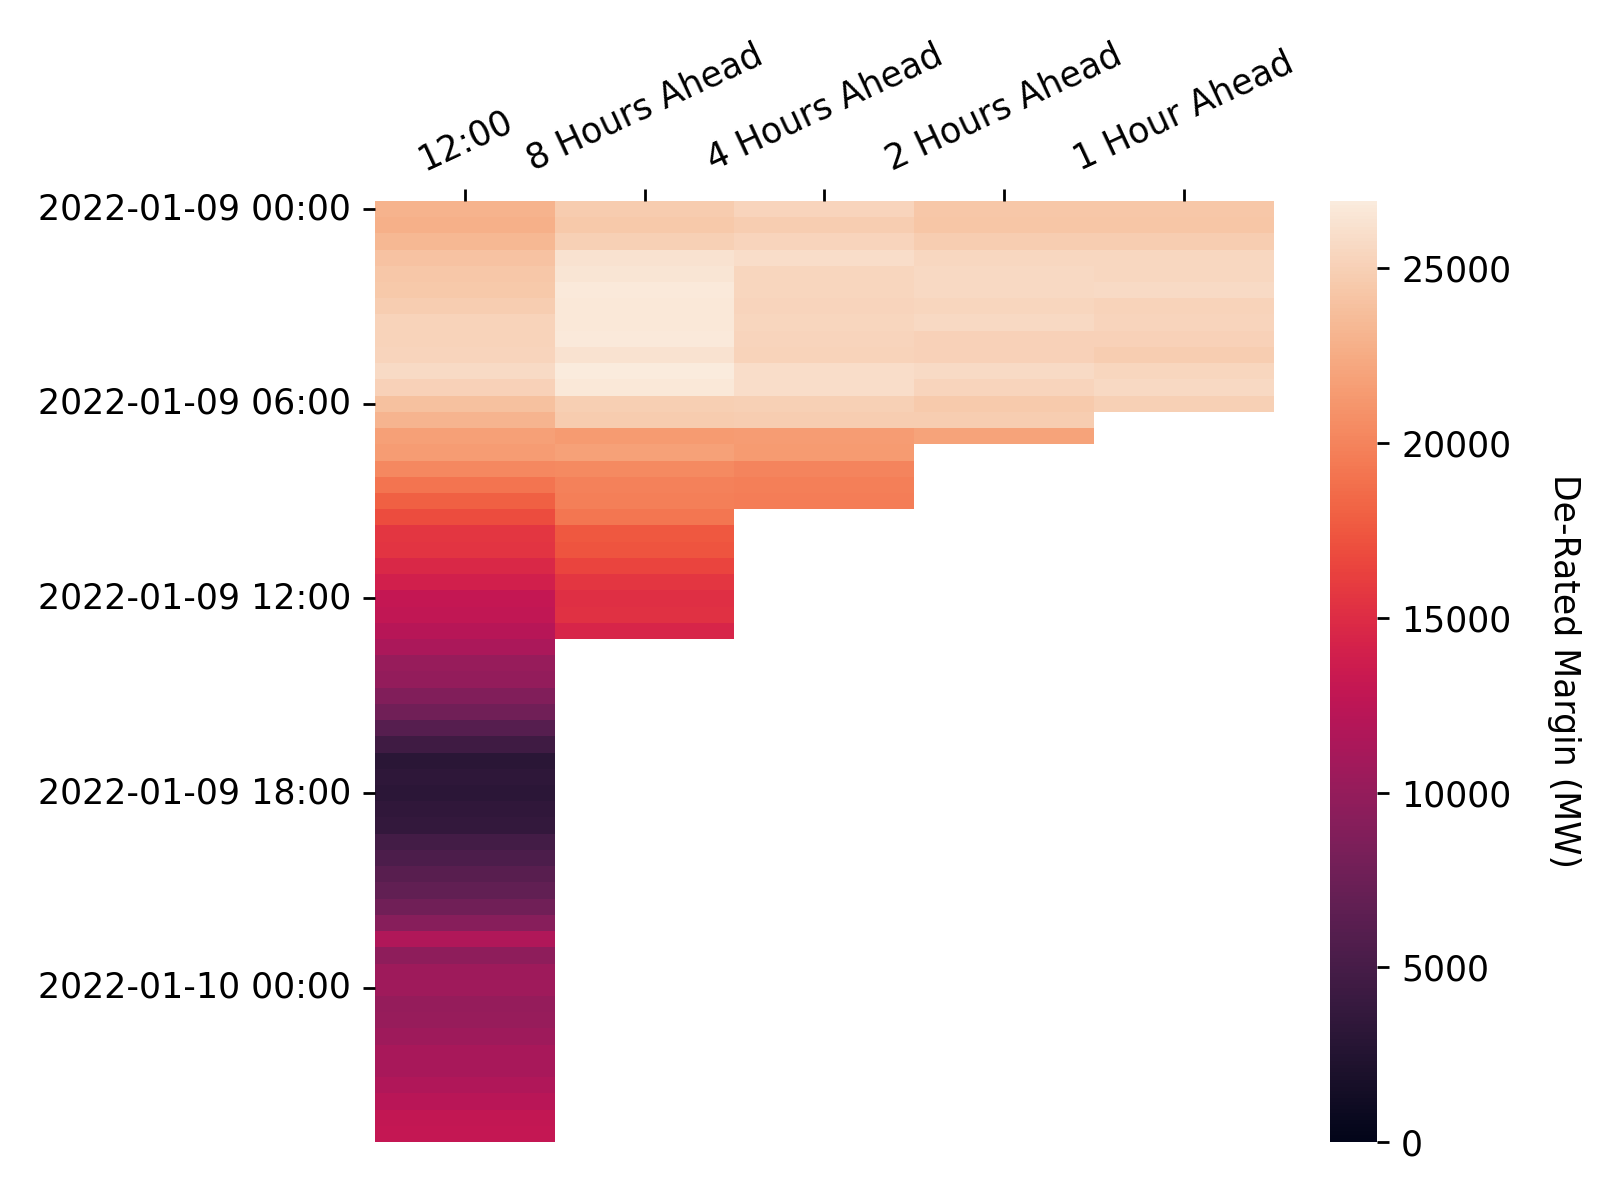 12:00
8 Hours Ahead
4 Hours Ahead
2 Hours Ahead
1 Hour Ahead
2022-01-09 00:00
2022-01-09 06:00
2022-01-09 12:00
2022-01-09 18:00
2022-01-10 00:00
25000
20000
15000
10000
5000
0
De-Rated Margin (MW)